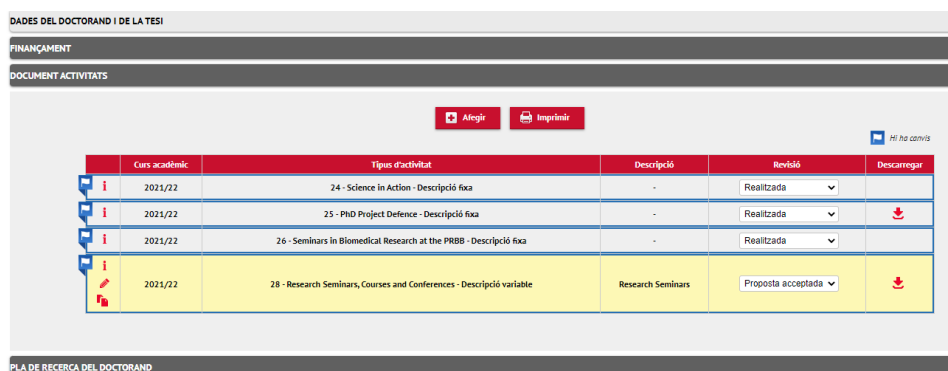 DADES DEL DOCTORAND I DE LA TESI
FINANÇAMENT
DOCUMENT ACTIVITATS
Afegir Imprimir
Hi ha canvis
Curs acadèmic Tipus d'activitat Descripció Revisió Descarregar
2021/22 24 - Science in Action - Descripció fixa - Realitzada
2021/22 25 - PhD Project Defence - Descripció fixa - Realitzada
2021/22 26 - Seminars in Biomedical Research at the PRBB - Descripció fixa - Realitzada
2021/22 28 - Research Seminars, Courses and Conferences - Descripció variable Research Seminars Proposta acceptada
PLA DE RECERCA DEL DOCTORAND